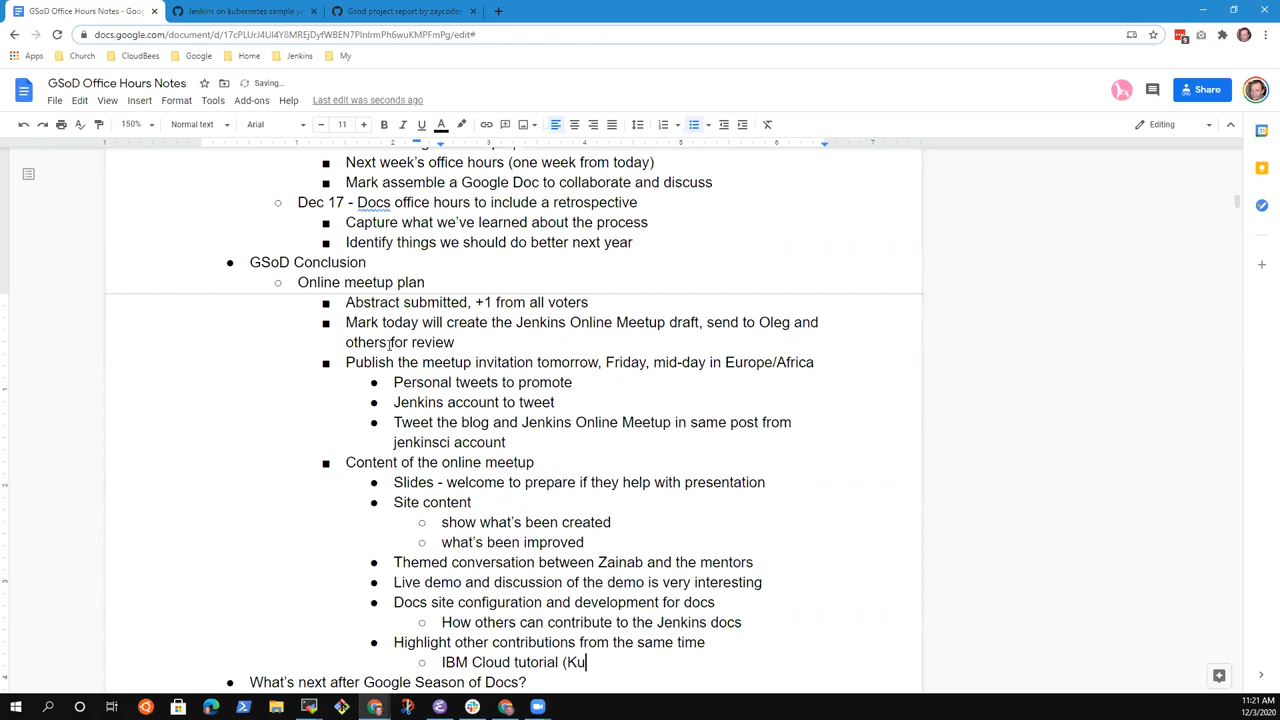 GSoD Office Hours Notes - Goo
Jenkins on kubernetes sample ya
Gsod project report by zaycodes
docs.google.com/document/d/17cPLUrJ4Ul4Y8MREjDyfWBEN7PInlrmPh6wuKMPFmPg/edit#
Apps
Church
CloudBees
Google
Home
Jenkins
My
GSoD Office Hours Notes
Saving...
File Edit View Insert Format Tools Add-ons Help Last edit was seconds ago
Share
150% Normal text Arial 11 Editing
1 1 2 3 4 5 6 7
Next week's office hours (one week from today)
Mark assemble a Google Doc to collaborate and discuss
Dec 17 - Docs office hours to include a retrospective
Capture what we've learned about the process
Identify things we should do better next year
GSoD Conclusion
Online meetup plan
Abstract submitted, +1 from all voters
Mark today will create the Jenkins Online Meetup draft, send to Oleg and
others for review
Publish the meetup invitation tomorrow, Friday, mid-day in Europe/Africa
Personal tweets to promote
Jenkins account to tweet
Tweet the blog and Jenkins Online Meetup in same post from
jenkinsci account
Content of the online meetup
Slides - welcome to prepare if they help with presentation
Site content
show what's been created
what's been improved
Themed conversation between Zainab and the mentors
Live demo and discussion of the demo is very interesting
Docs site configuration and development for docs
How others can contribute to the Jenkins docs
Highlight other contributions from the same time
IBM Cloud tutorial (Ku
What's next after Google Season of Docs?
11:21 AM
12/3/2020